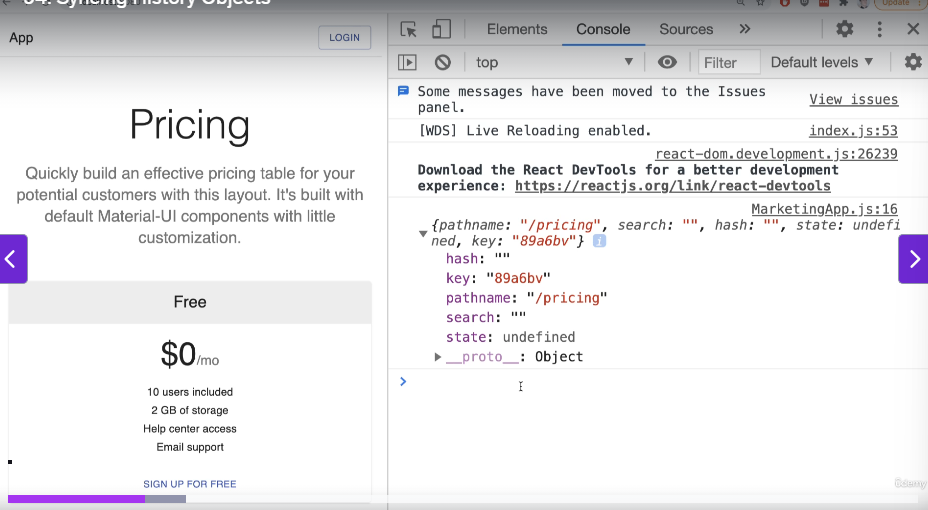 04. Syncing History Objects
Update
App
LOGIN
Elements
Console
Sources
top
Filter
Default levels
Some messages have been moved to the Issues
panel.
View issues
[WDS] Live Reloading enabled.
index.js:53
react-dom.development.js:26239
Download the React DevTools for a better development
experience: https://reactjs.org/link/react-devtools
MarketingApp.js:16
{pathname: "/pricing", search: "", hash: "", state: undefi
ned, key: "89a6bv"}
hash: ""
key: "89a6bv"
pathname: "/pricing"
search: ""
state: undefined
__proto__: Object
Pricing
Quickly build an effective pricing table for your
potential customers with this layout. It's built with
default Material-UI components with little
customization.
Free
$0/mo
10 users included
2 GB of storage
Help center access
Email support
SIGN UP FOR FREE
ûdemy